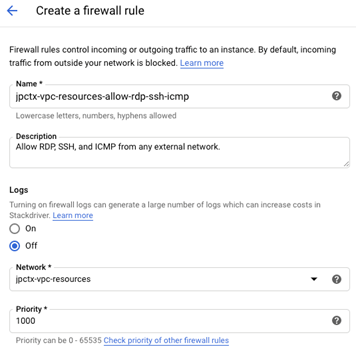 Create a firewall rule
Firewall rules control incoming or outgoing traffic to an instance. By default, incoming
traffic from outside your network is blocked. Learn more
Name *
jpctx-vpc-resources-allow-rdp-ssh-icmp
Lowercase letters, numbers, hyphens allowed
Description
Allow RDP, SSH, and ICMP from any external network.
Logs
Turning on firewall logs can generate a large number of logs which can increase costs in
Stackdriver. Learn more
On
Off
Network *
jpctx-vpc-resources
Priority *
1000
Priority can be 0 - 65535 Check priority of other firewall rules